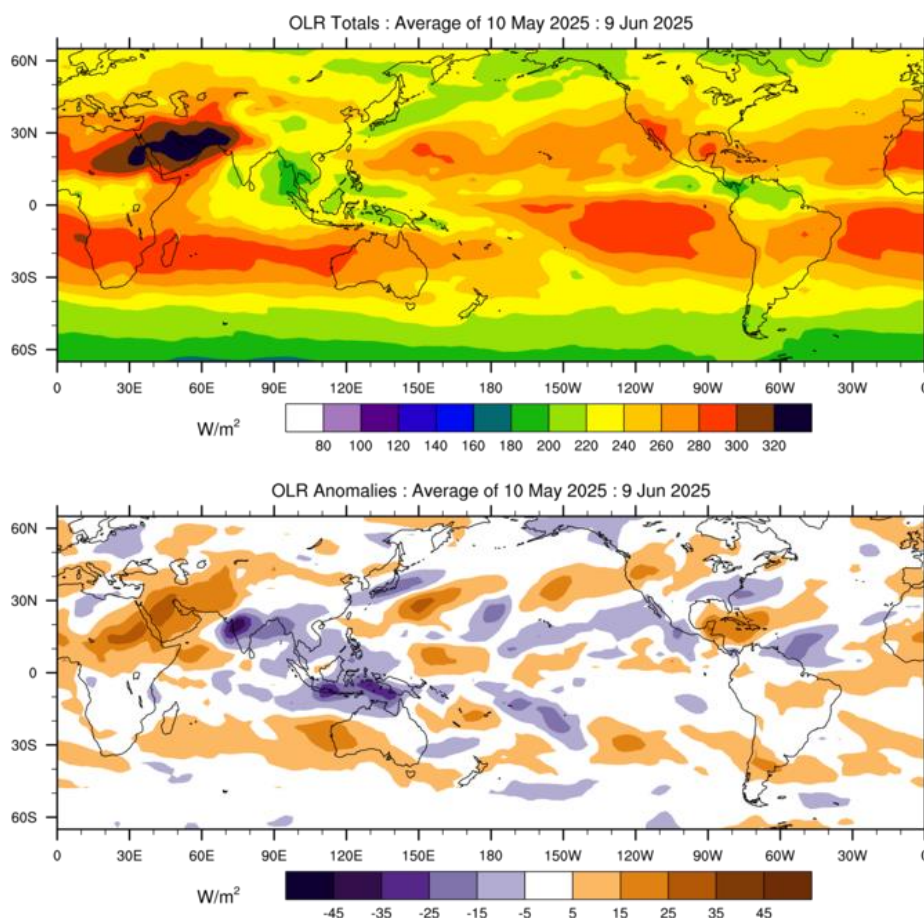 OLR Totals : Average of 10 May 2025 : 9 Jun 2025
60N
30N
0
30S
60S
0 30E 60E 90E 120E 150E 180 150W 120W 90W 60W 30W 0
W/m2
80 100 120 140 160 180 200 220 240 260 280 300 320
OLR Anomalies : Average of 10 May 2025 : 9 Jun 2025
60N
30N
0
30S
60S
0 30E 60E 90E 120E 150E 180 150W 120W 90W 60W 30W 0
W/m2
-45 -35 -25 -15 -5 5 15 25 35 45